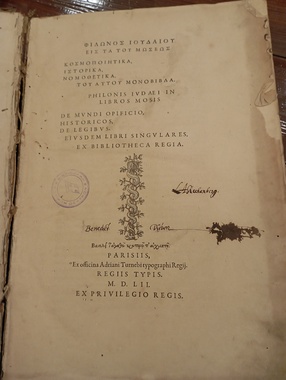 ΦΙΛΩΝΟΣ ΙΟΥΔΑΙΟΥ
ΕΙΣ ΤΑ ΤΟΥ ΜΩΣΕΩΣ
ΚΟΣΜΟΠΟΙΗΤΙΚΑ,
ΙΣΤΟΡΙΚΑ,
ΝΟΜΟΘΕΤΙΚΑ.
ΤΟΥ ΑΥΤΟΥ ΜΟΝΟΒΙΒΛΑ.
PHILONIS IVDAEI IN
LIBROS MOSIS
DE MVNDI OPIFICIO,
HISTORICOS,
DE LEGIBVS.
EIVSDEM LIBRI SINGVLARES.
EX BIBLIOTHECA REGIA.
Benedict
PARISIIS,
Ex officina Adriani Turnebi typographi Regij.
REGIIS TYPIS.
M. D. LII.
EX PRIVILEGIO REGIS.